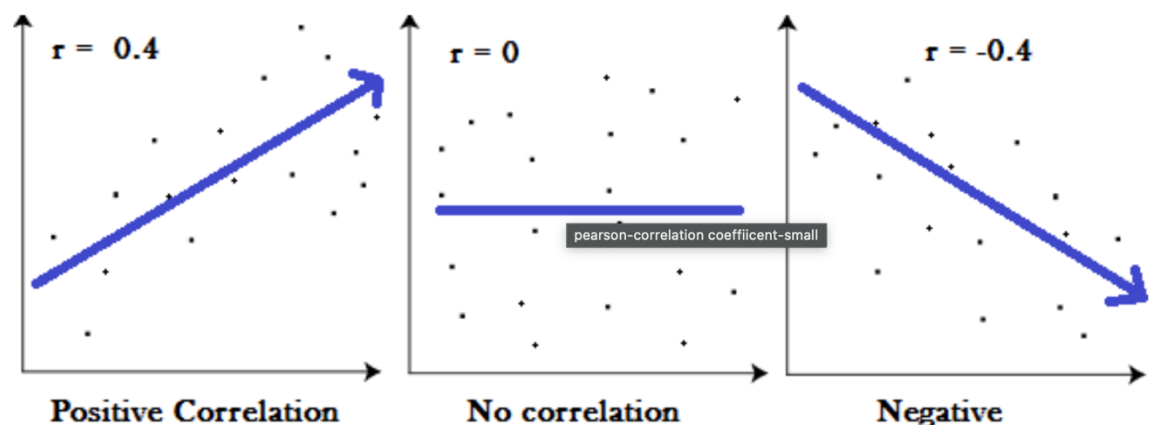 r = 0.4
r = 0
r = -0.4
pearson-correlation coeffiicent-small
Positive Correlation
No correlation
Negative